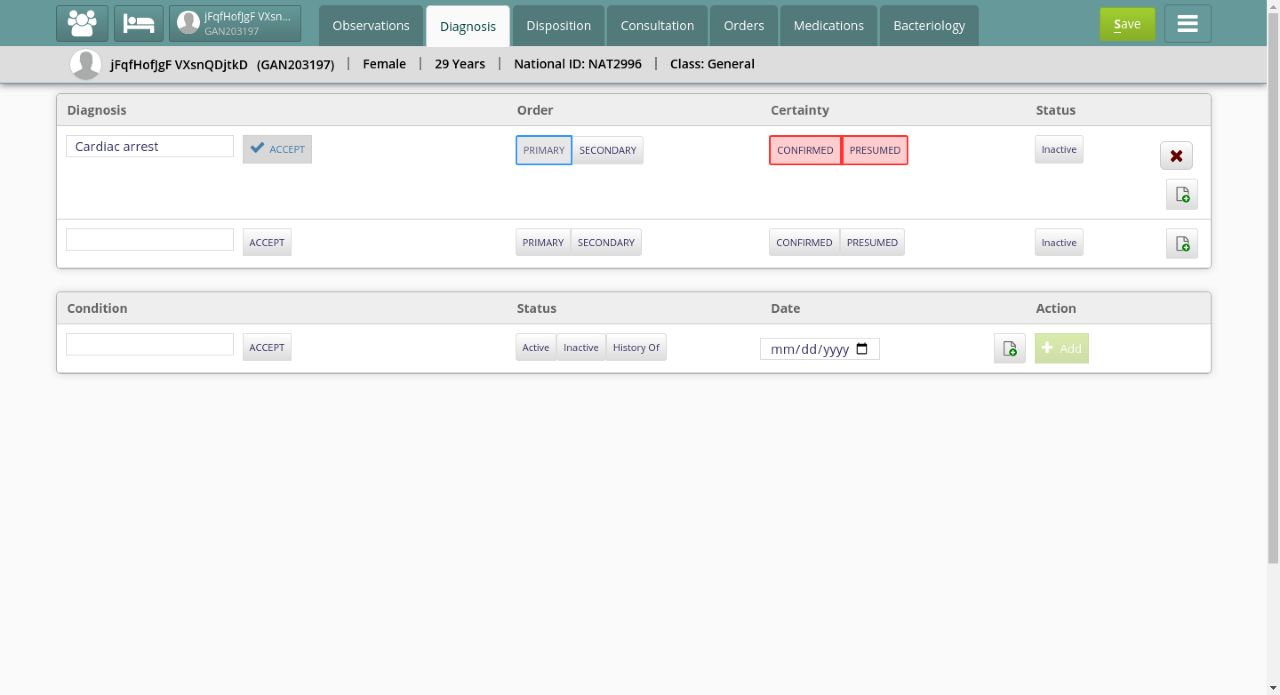 jFqfHofJgF VXsn...
GAN203197
Observations
Diagnosis
Disposition
Consultation
Orders
Medications
Bacteriology
Save
jFqfHofJgF VXsnQDjtkD (GAN203197) | Female | 29 Years | National ID: NAT2996 | Class: General
Diagnosis Order Certainty Status
Cardiac arrest ACCEPT PRIMARY SECONDARY CONFIRMED PRESUMED Inactive
ACCEPT PRIMARY SECONDARY CONFIRMED PRESUMED Inactive
Condition Status Date Action
ACCEPT Active Inactive History Of mm/dd/yyyy Add